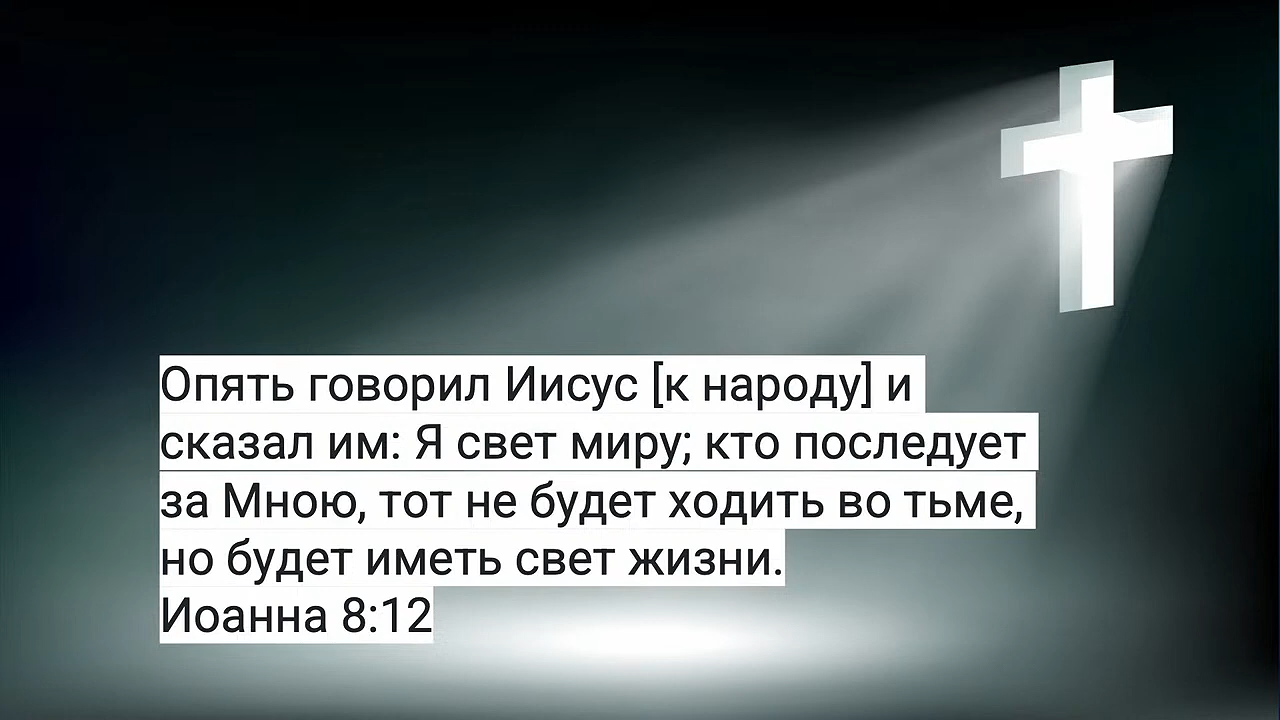 Опять говорил Иисус [к народу] и
сказал им: Я свет миру; кто последует
за Мною, тот не будет ходить во тьме,
но будет иметь свет жизни.
Иоанна 8:12